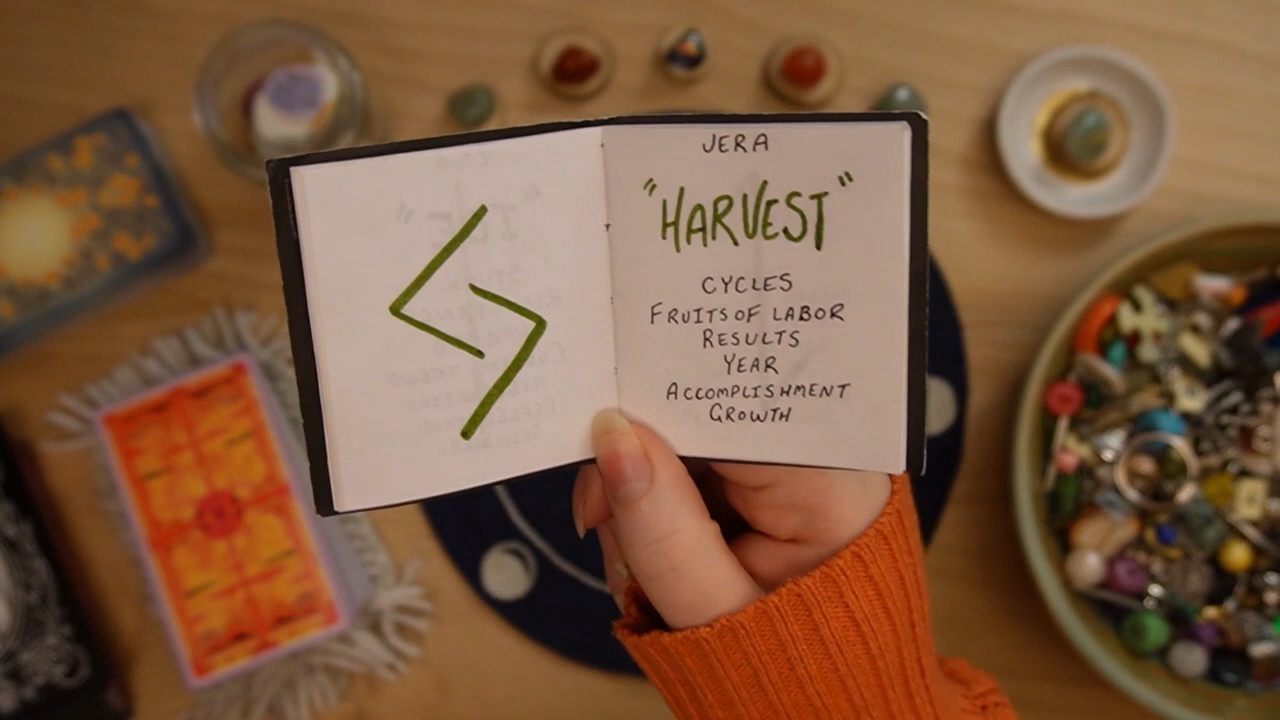 JERA
"HARVEST"
CYCLES
FRUITS OF LABOR
RESULTS
YEAR
ACCOMPLISHMENT
GROWTH